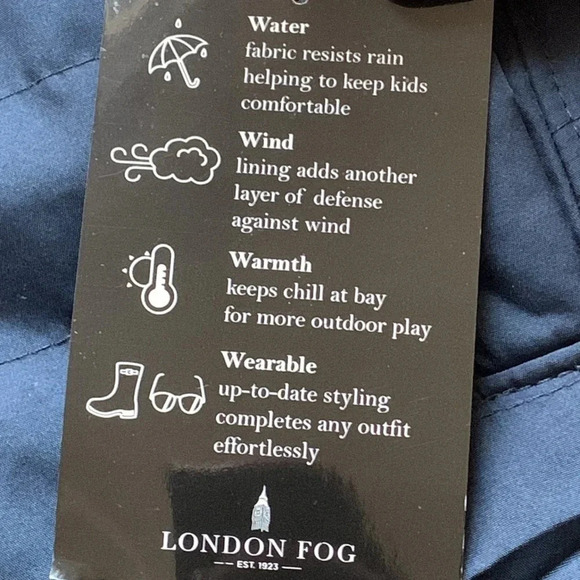 Water
fabric resists rain
helping to keep kids
comfortable
Wind
lining adds another
layer of defense
against wind
Warmth
keeps chill at bay
for more outdoor play
Wearable
up-to-date styling
completes any outfit
effortlessly
LONDON FOG
EST. 1923